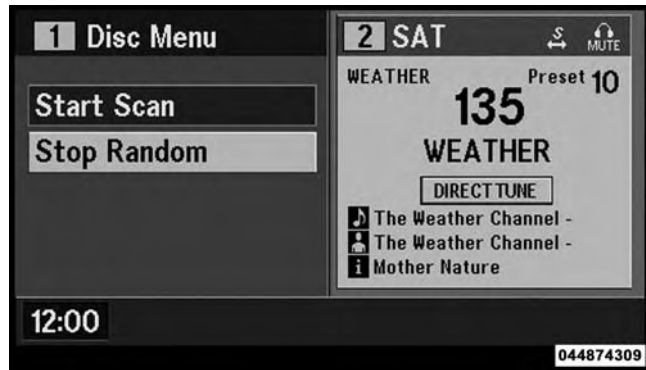 1 Disc Menu
Start Scan
Stop Random
2 SAT
S
MUTE
WEATHER
Preset 10
135
WEATHER
DIRECT TUNE
The Weather Channel -
The Weather Channel -
i Mother Nature
12:00
044874309